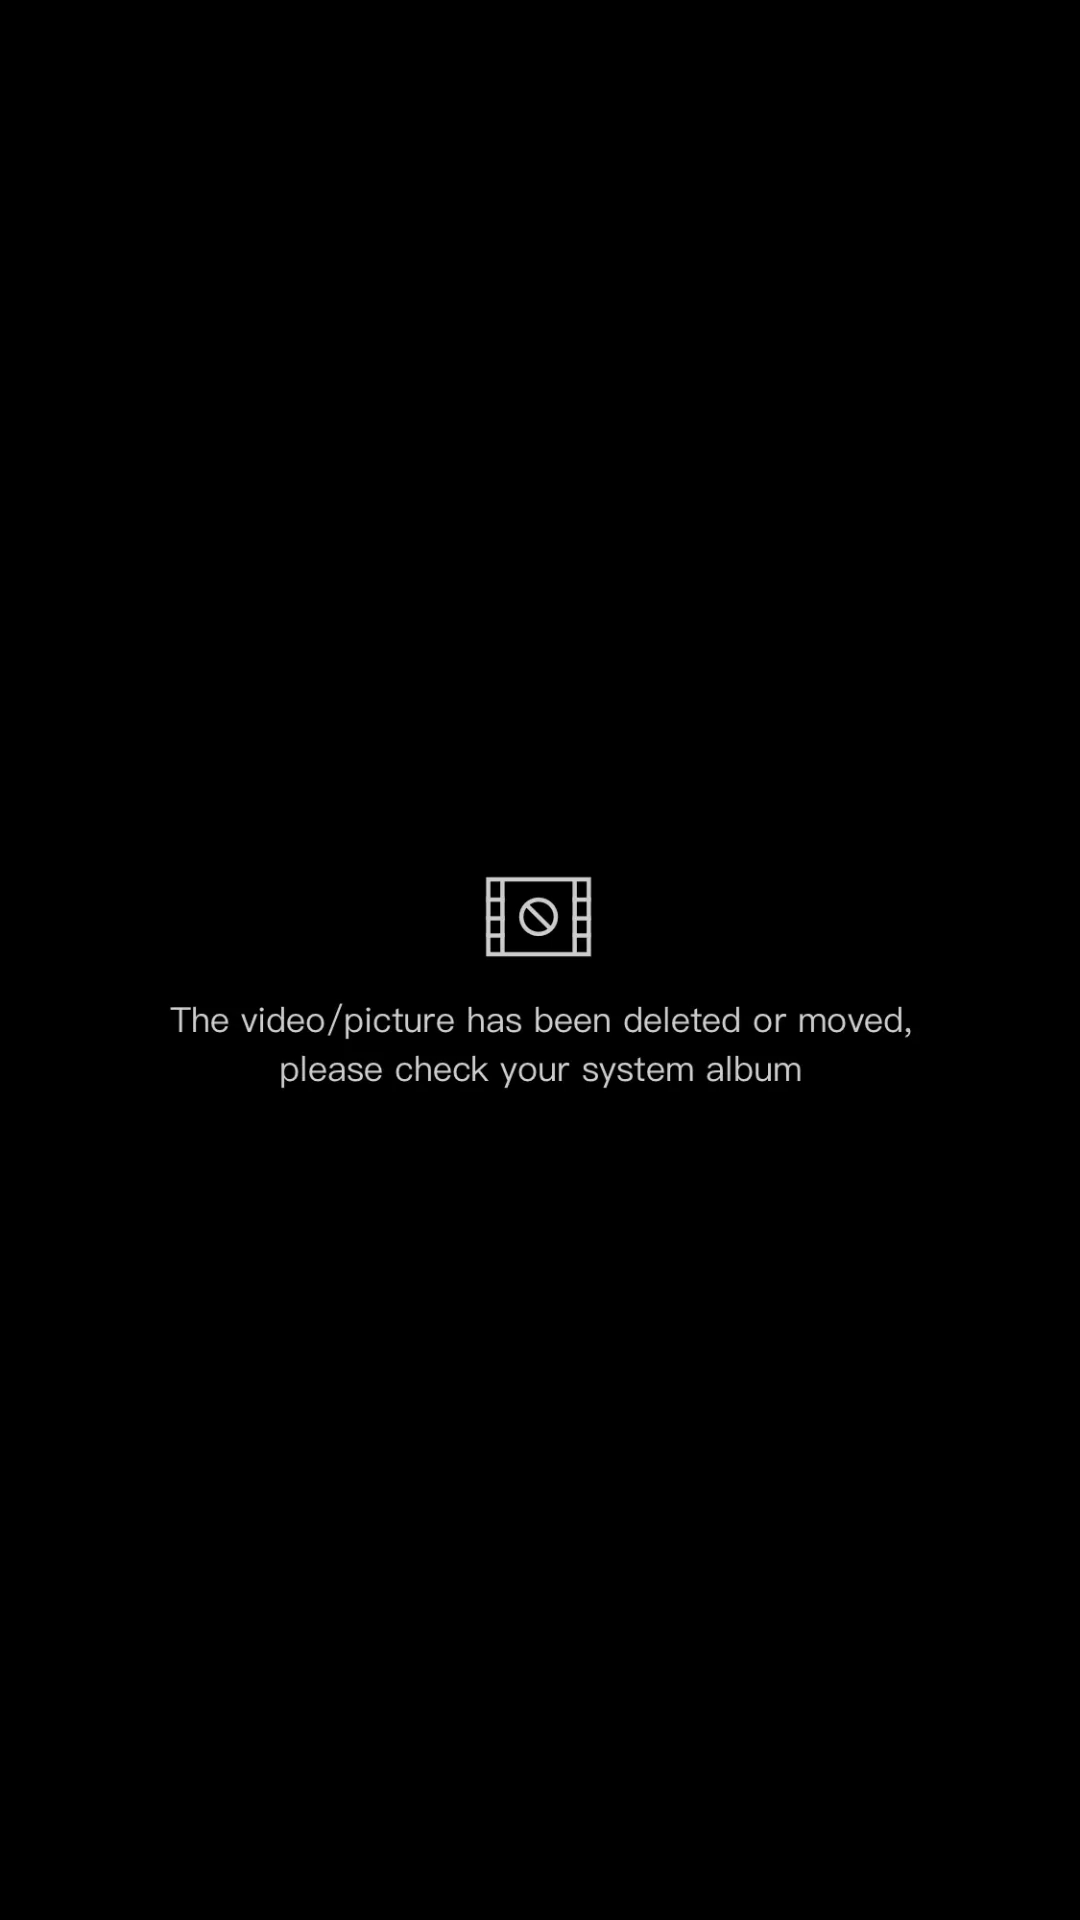 The video/picture has been deleted or moved,
please check your system album